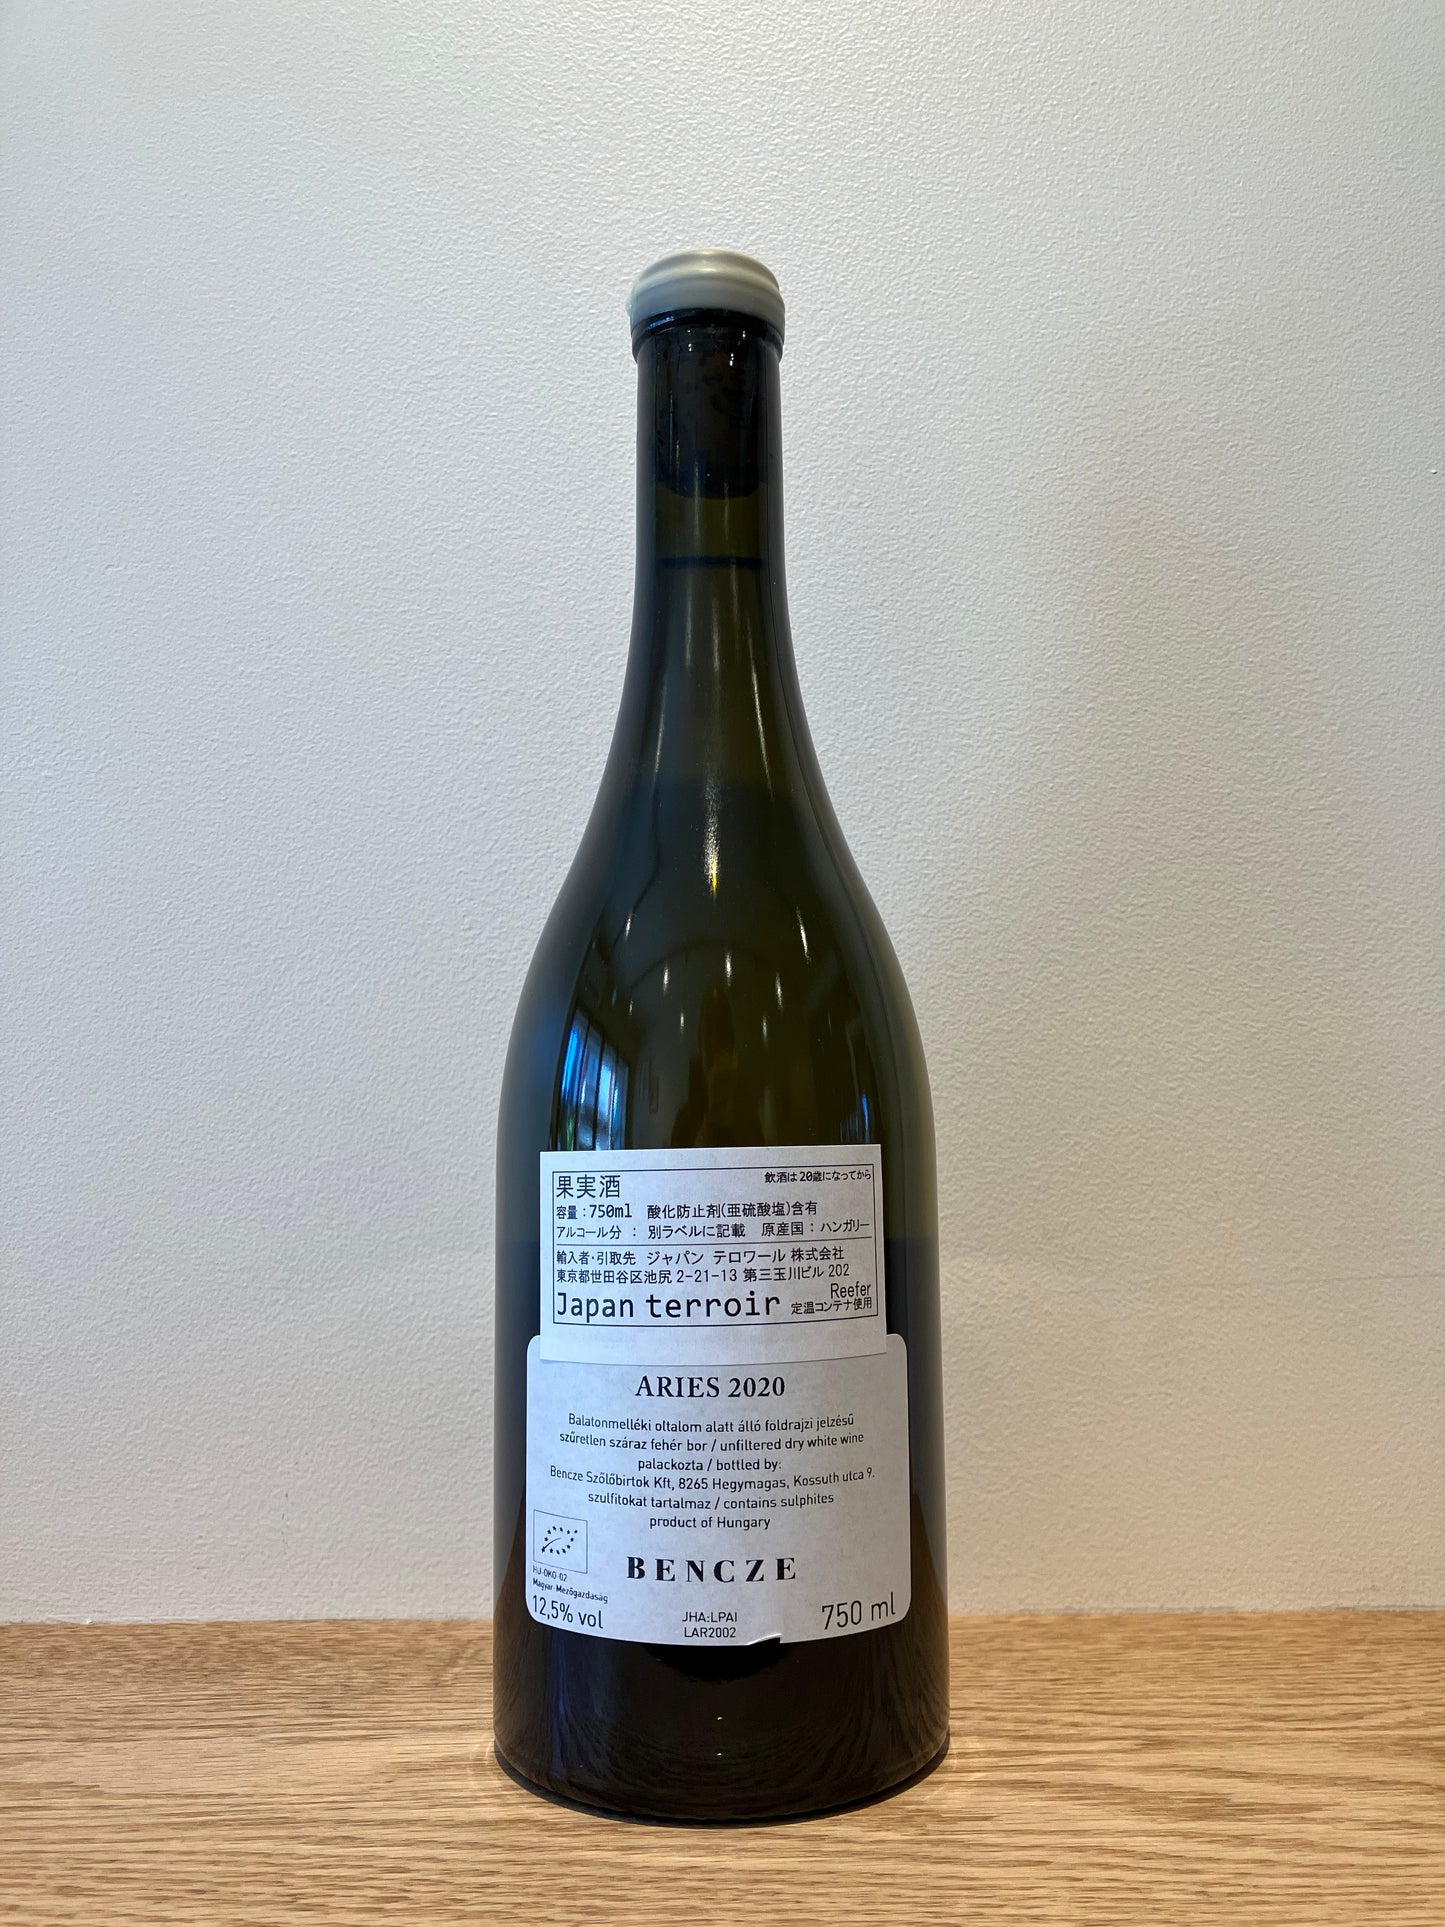 果実酒 飲酒は20歳になってから
容量：750ml 酸化防止剤(亜硫酸塩)含有
アルコール分 ： 別ラベルに記載 原産国：ハンガリー
輸入者・引取先 ジャパン テロワール 株式会社
東京都世田谷区池尻 2-21-13 第三玉川ビル 202
Reefer
Japan terroir 定温コンテナ使用
ARIES 2020
Balatonmelléki oltalom alatt álló földrajzi jelzésű
szűretlen száraz fehér bor / unfiltered dry white wine
palackozta / bottled by:
Bencze Szőlőbirtok Kft, 8265 Hegymagas, Kossuth utca 9.
szulfitokat tartalmaz / contains sulphites
product of Hungary
BENCZE
HU-ÖKO-02
Magyar-Mezőgazdaság
12,5% vol
JHA:LPAI
LAR2002
750 ml